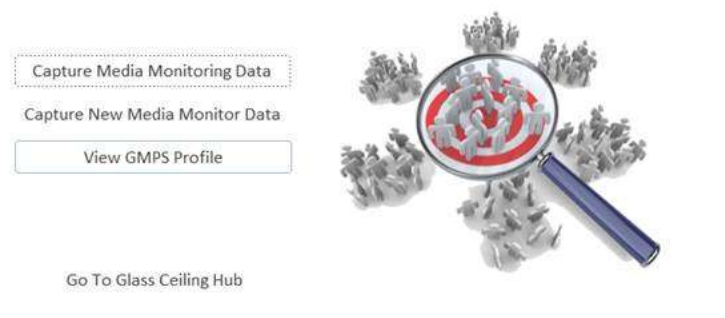 Capture Media Monitoring Data
Capture New Media Monitor Data
View GMPS Profile
Go To Glass Ceiling Hub